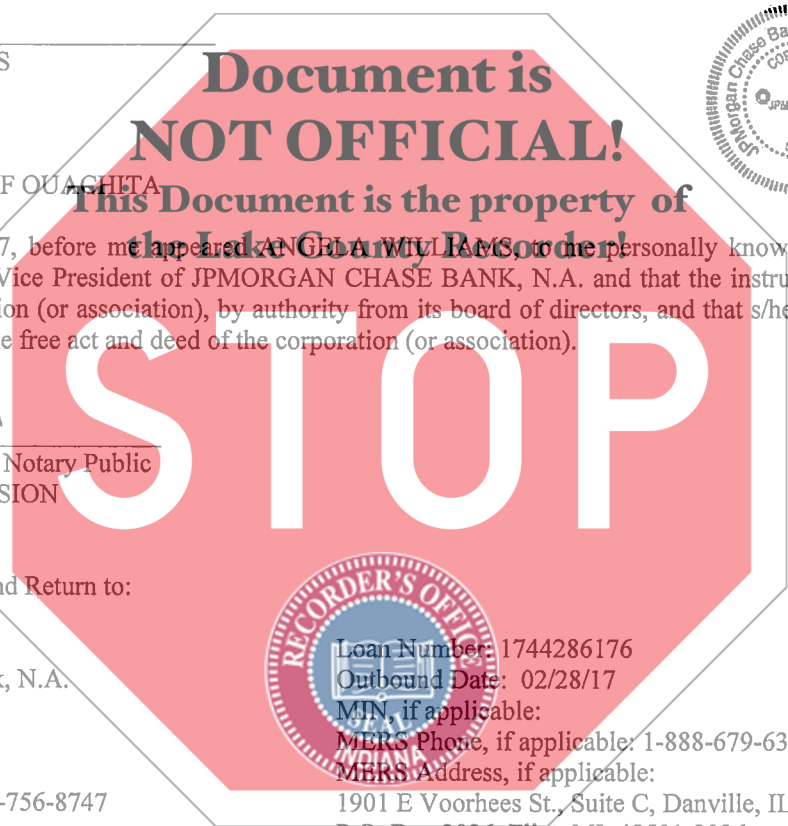 S
Document is
NOT OFFICIAL!
F OUACHITA
This Document is the property of
the Lake County Recorder!
7, before me appeared ANGELA WILLIAMS, to me personally know
Vice President of JPMORGAN CHASE BANK, N.A. and that the instru
ion (or association), by authority from its board of directors, and that s/he
e free act and deed of the corporation (or association).
STOP
Notary Public
SION
nd Return to:
RECORDER'S OFFICE
SEAL
INDIANA
JPMorgan Chase Ba
Loan Number: 1744286176
k, N.A.
Outbound Date: 02/28/17
MIN, if applicable:
MERS Phone, if applicable: 1-888-679-63
MERS Address, if applicable:
-756-8747
1901 E Voorhees St., Suite C, Danville, IL